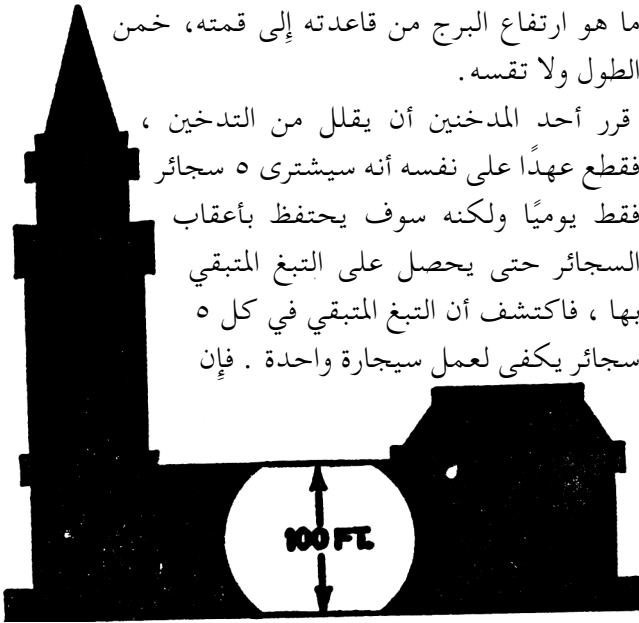 ما هو ارتفاع البرج من قاعدته إِلى قمته، خمن
الطول ولا تقسه.
قرر أحد المدخنين أن يقلل من التدخين ،
فقطع عهدًا على نفسه أنه سيشترى ٥ سجائر
فقط يوميًا ولكنه سوف يحتفظ بأعقاب
السجائر حتى يحصل على التبغ المتبقي
بها ، فاكتشف أن التبغ المتبقي في كل ٥
سجائر يكفى لعمل سيجارة واحدة . فإِن
100 FT.